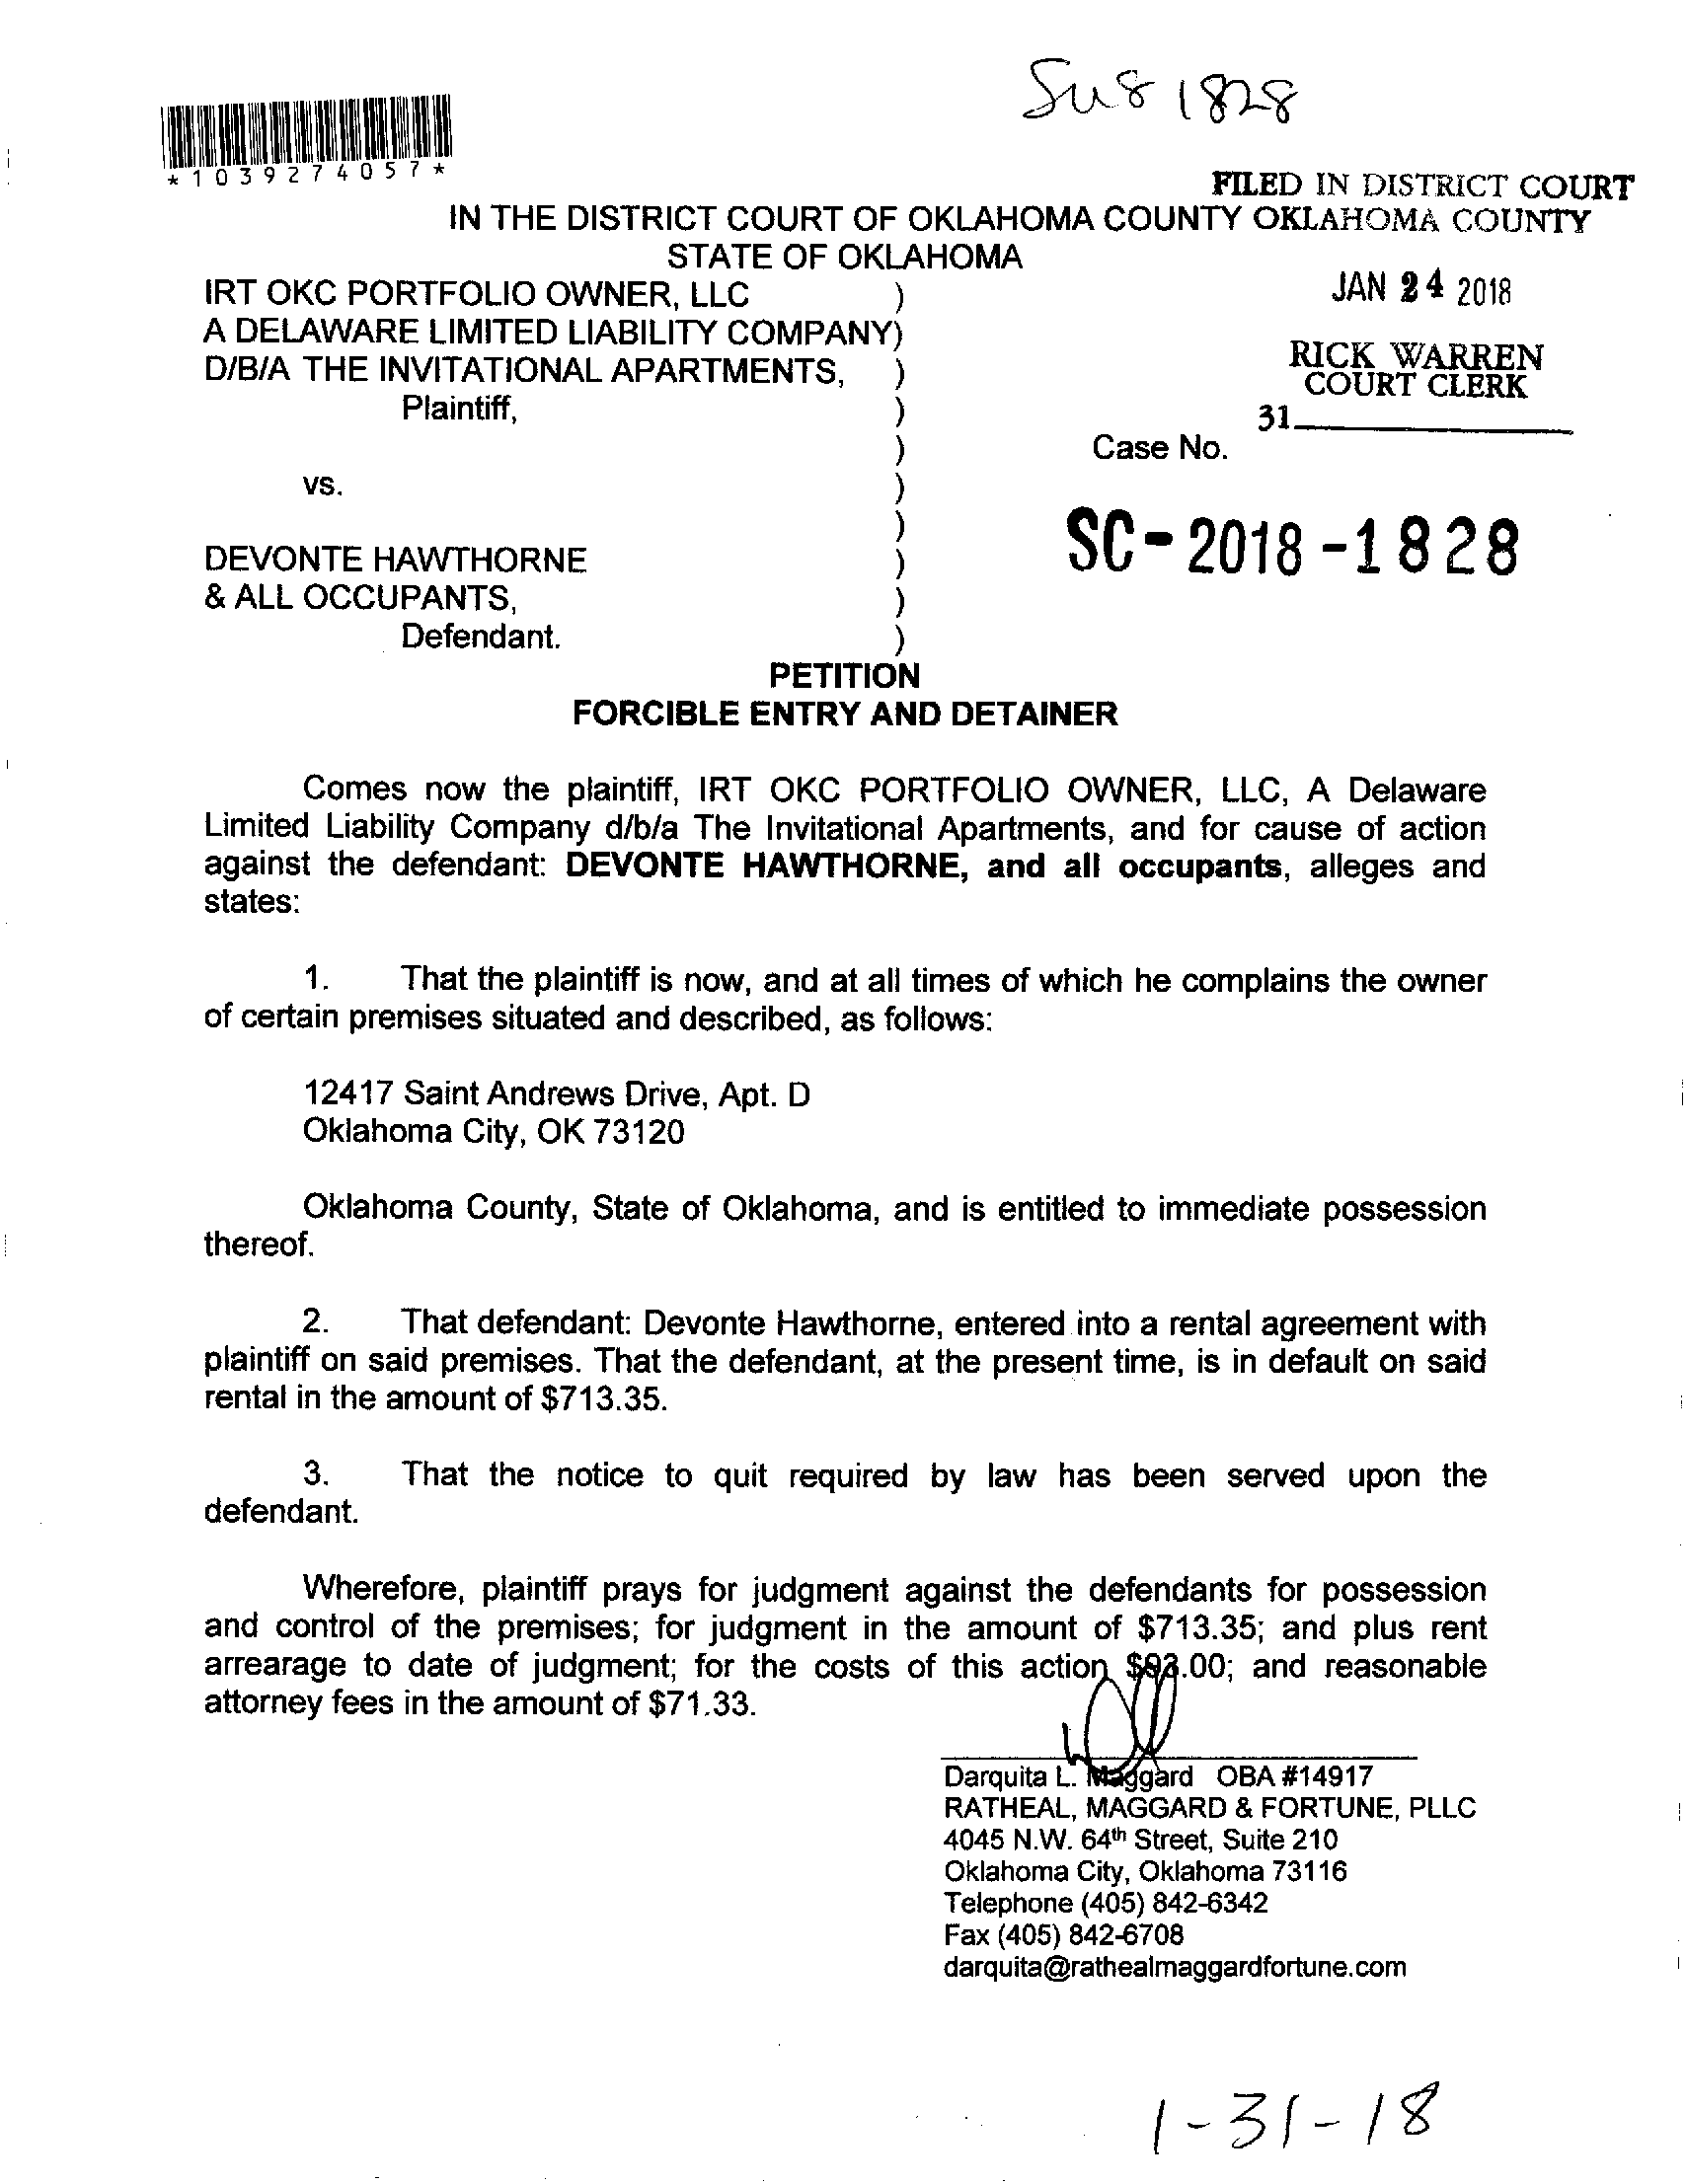 Sus 1828
*1039274057*
FILED IN DISTRICT COURT
OKLAHOMA COUNTY
IN THE DISTRICT COURT OF OKLAHOMA COUNTY
STATE OF OKLAHOMA
JAN 24 2018
RICK WARREN
COURT CLERK
31
IRT OKC PORTFOLIO OWNER, LLC )
A DELAWARE LIMITED LIABILITY COMPANY)
D/B/A THE INVITATIONAL APARTMENTS, )
Plaintiff, )
) Case No.
vs. )
) SC-2018-1828
DEVONTE HAWTHORNE )
& ALL OCCUPANTS, )
Defendant. )
PETITION
FORCIBLE ENTRY AND DETAINER
Comes now the plaintiff, IRT OKC PORTFOLIO OWNER, LLC, A Delaware
Limited Liability Company d/b/a The Invitational Apartments, and for cause of action
against the defendant: DEVONTE HAWTHORNE, and all occupants, alleges and
states:
1. That the plaintiff is now, and at all times of which he complains the owner
of certain premises situated and described, as follows:
12417 Saint Andrews Drive, Apt. D
Oklahoma City, OK 73120
Oklahoma County, State of Oklahoma, and is entitled to immediate possession
thereof.
2. That defendant: Devonte Hawthorne, entered into a rental agreement with
plaintiff on said premises. That the defendant, at the present time, is in default on said
rental in the amount of $713.35.
3. That the notice to quit required by law has been served upon the
defendant.
Wherefore, plaintiff prays for judgment against the defendants for possession
and control of the premises; for judgment in the amount of $713.35; and plus rent
arrearage to date of judgment; for the costs of this action; and reasonable
attorney fees in the amount of $71.33.
Darquita L. Maggard OBA #14917
RATHEAL, MAGGARD & FORTUNE, PLLC
4045 N.W. 64th Street, Suite 210
Oklahoma City, Oklahoma 73116
Telephone (405) 842-6342
Fax (405) 842-6708
darquita@rathealmaggardfortune.com
1-31-18